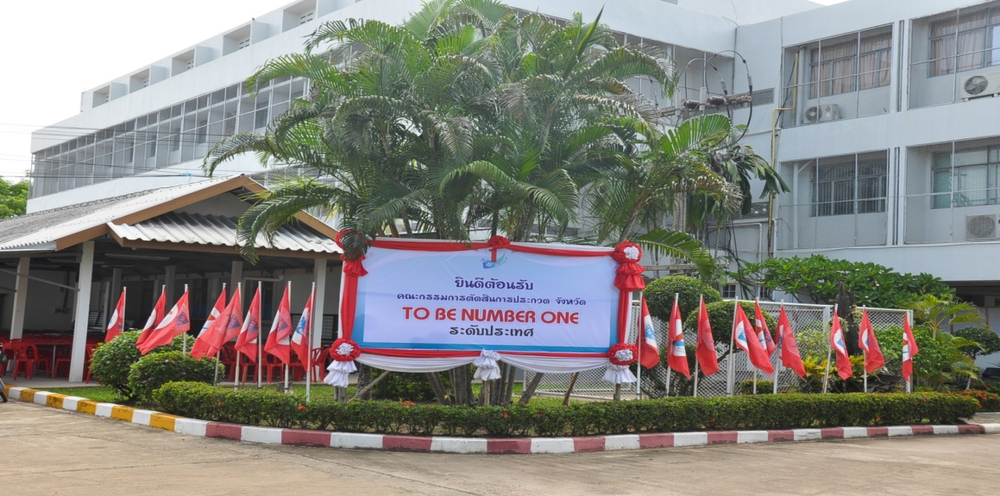 ยินดีต้อนรับ
คณะกรรมการตัดสินการประกวด จังหวัด
TO BE NUMBER ONE
ระดับประเทศ